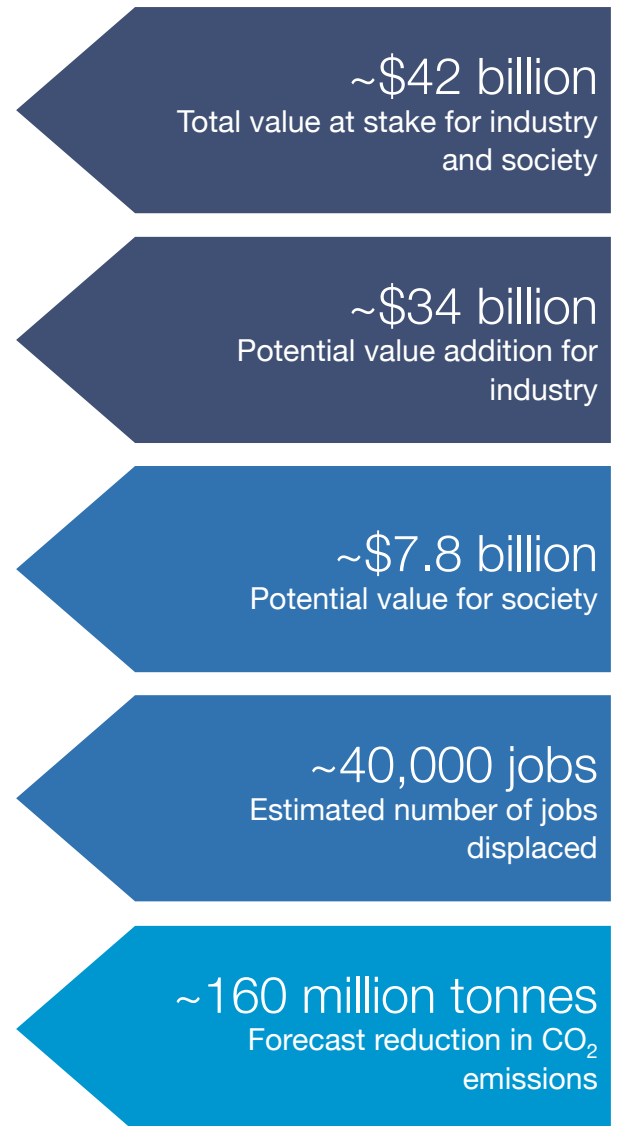 ~$42 billion
Total value at stake for industry
and society
~$34 billion
Potential value addition for
industry
~$7.8 billion
Potential value for society
~40,000 jobs
Estimated number of jobs
displaced
~160 million tonnes
Forecast reduction in CO₂
emissions